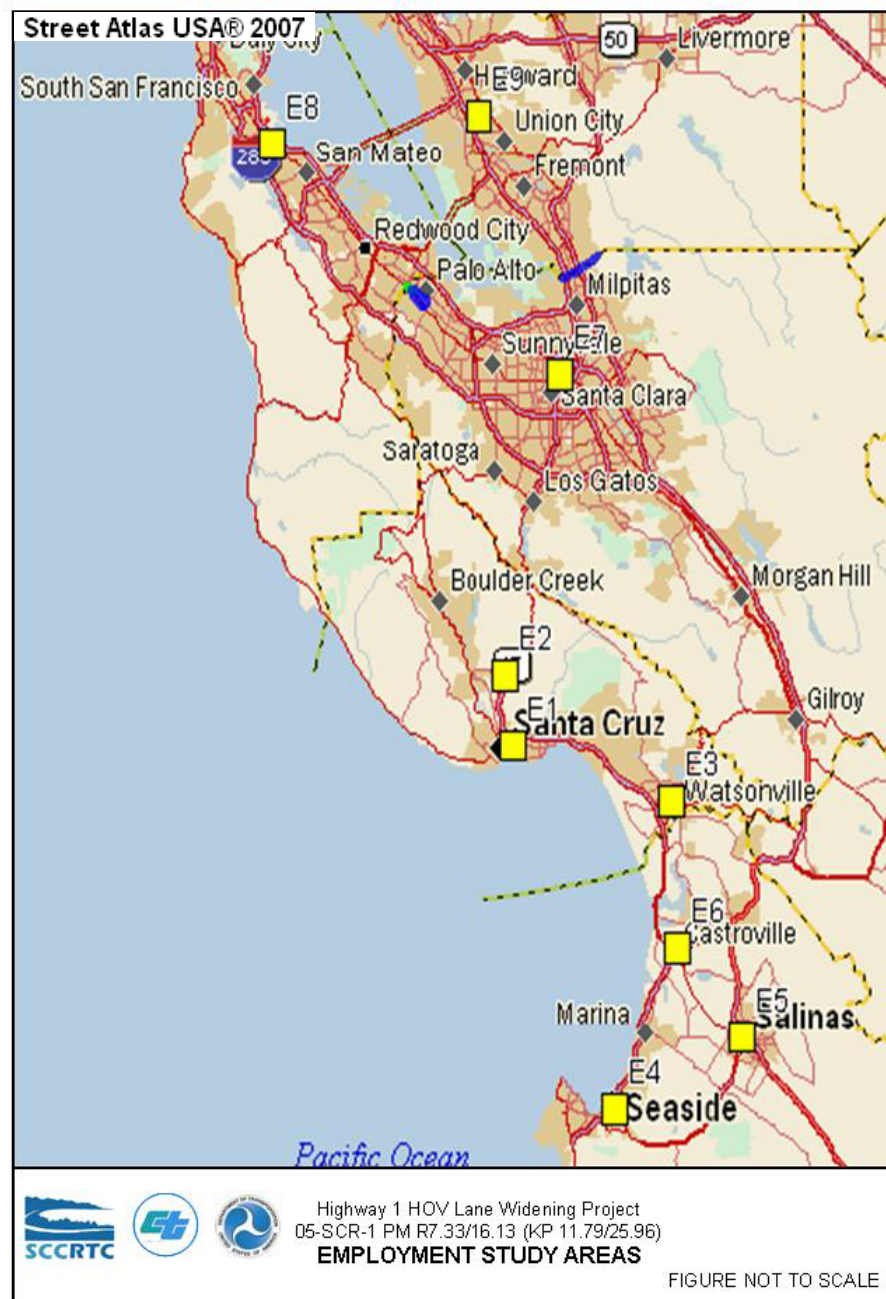 Street Atlas USA® 2007
Daly City
50
Livermore
South San Francisco
E8
E9
Union City
San Mateo
Fremont
Redwood City
Palo Alto
Milpitas
E7
Santa Clara
Saratoga
Los Gatos
Boulder Creek
Morgan Hill
E2
E1
Santa Cruz
Gilroy
E3
Watsonville
E6
Castroville
Marina
E5
Salinas
E4
Seaside
Pacific Ocean
SCCRTC
Highway 1 HOV Lane Widening Project
05-SCR-1 PM R7.33/16.13 (KP 11.79/25.96)
EMPLOYMENT STUDY AREAS
FIGURE NOT TO SCALE